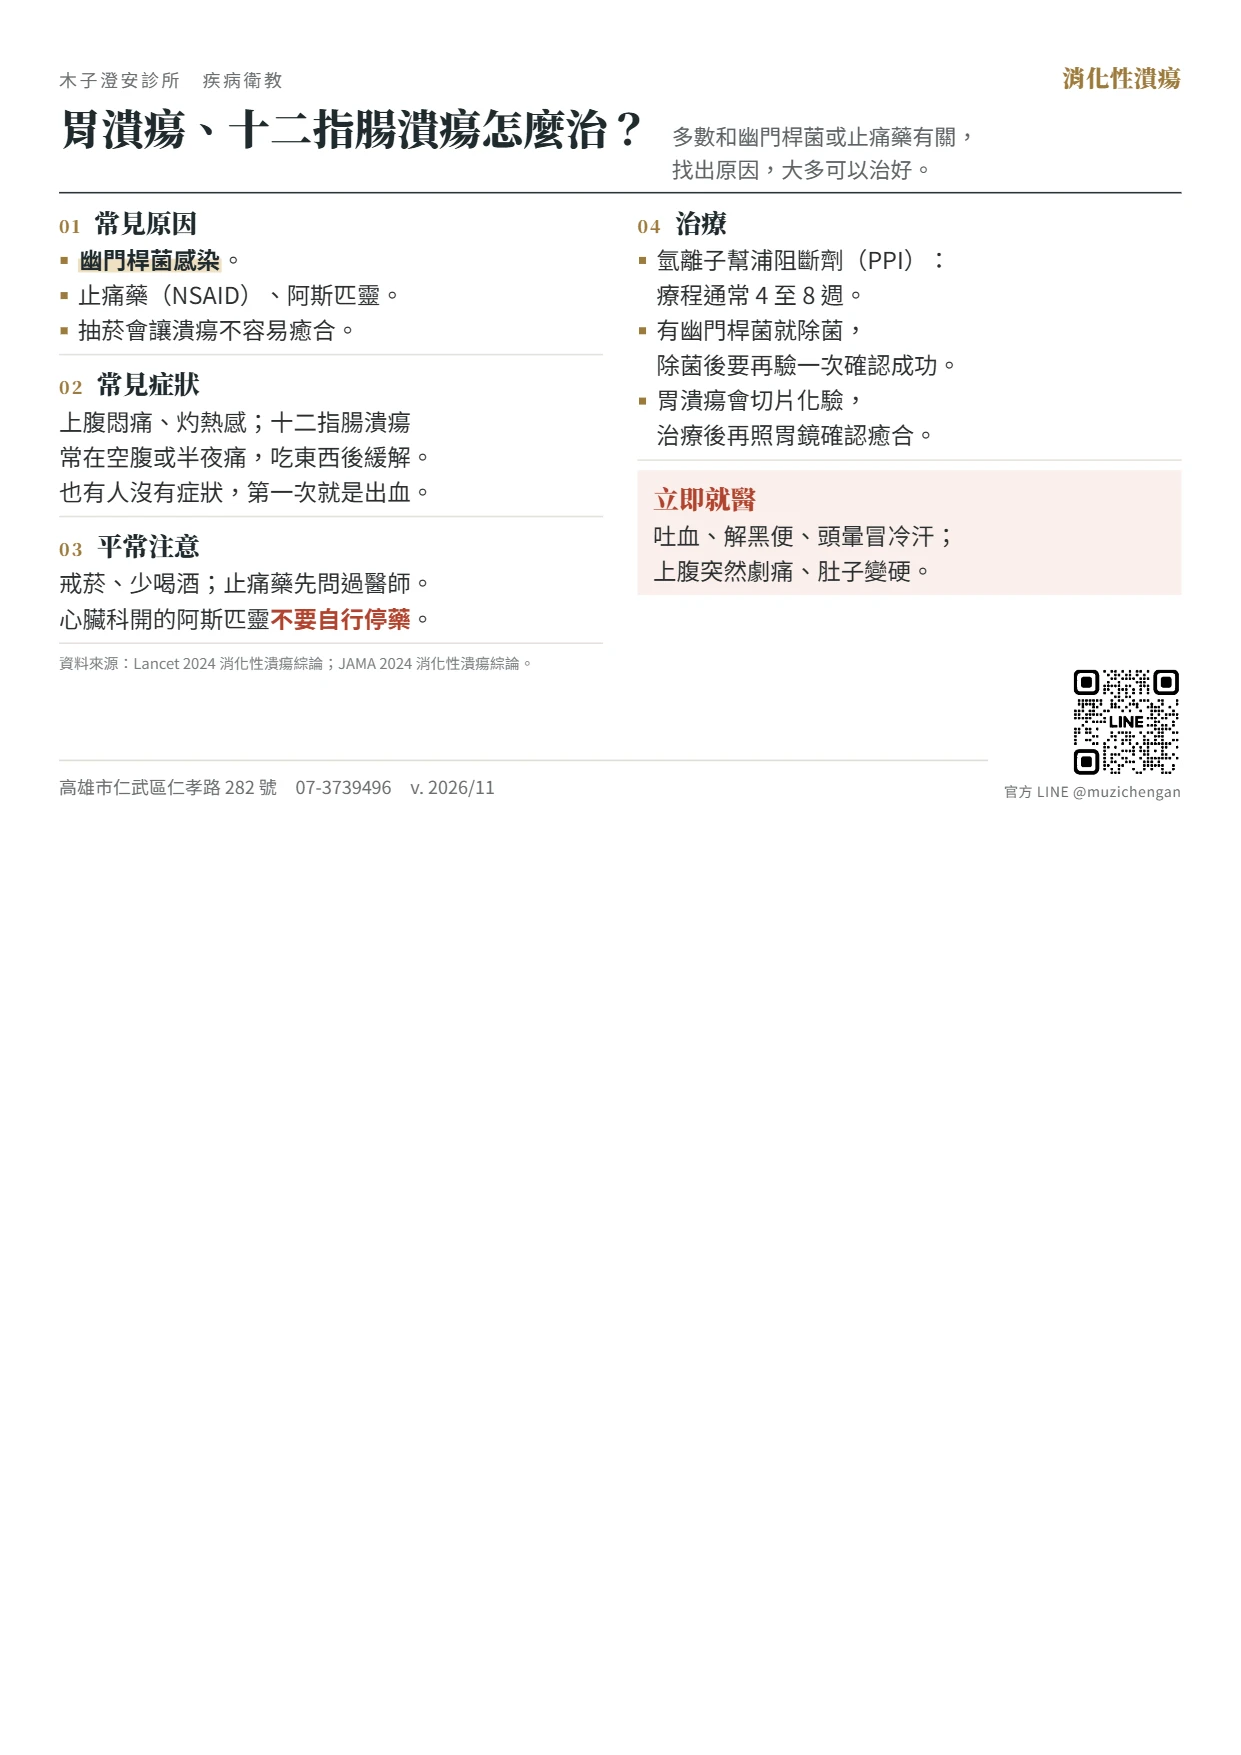 木子澄安診所　疾病衛教
消化性潰瘍
胃潰瘍、十二指腸潰瘍怎麼治？
多數和幽門桿菌或止痛藥有關，
找出原因，大多可以治好。
01 常見原因
▪ 幽門桿菌感染。
▪ 止痛藥（NSAID）、阿斯匹靈。
▪ 抽菸會讓潰瘍不容易癒合。
02 常見症狀
上腹悶痛、灼熱感；十二指腸潰瘍
常在空腹或半夜痛，吃東西後緩解。
也有人沒有症狀，第一次就是出血。
03 平常注意
戒菸、少喝酒；止痛藥先問過醫師。
心臟科開的阿斯匹靈不要自行停藥。
資料來源：Lancet 2024 消化性潰瘍綜論；JAMA 2024 消化性潰瘍綜論。
04 治療
▪ 氫離子幫浦阻斷劑（PPI）：
療程通常 4 至 8 週。
▪ 有幽門桿菌就除菌，
除菌後要再驗一次確認成功。
▪ 胃潰瘍會切片化驗，
治療後再照胃鏡確認癒合。
立即就醫
吐血、解黑便、頭暈冒冷汗；
上腹突然劇痛、肚子變硬。
LINE
高雄市仁武區仁孝路 282 號　07-3739496　v. 2026/11
官方 LINE @muzichengan